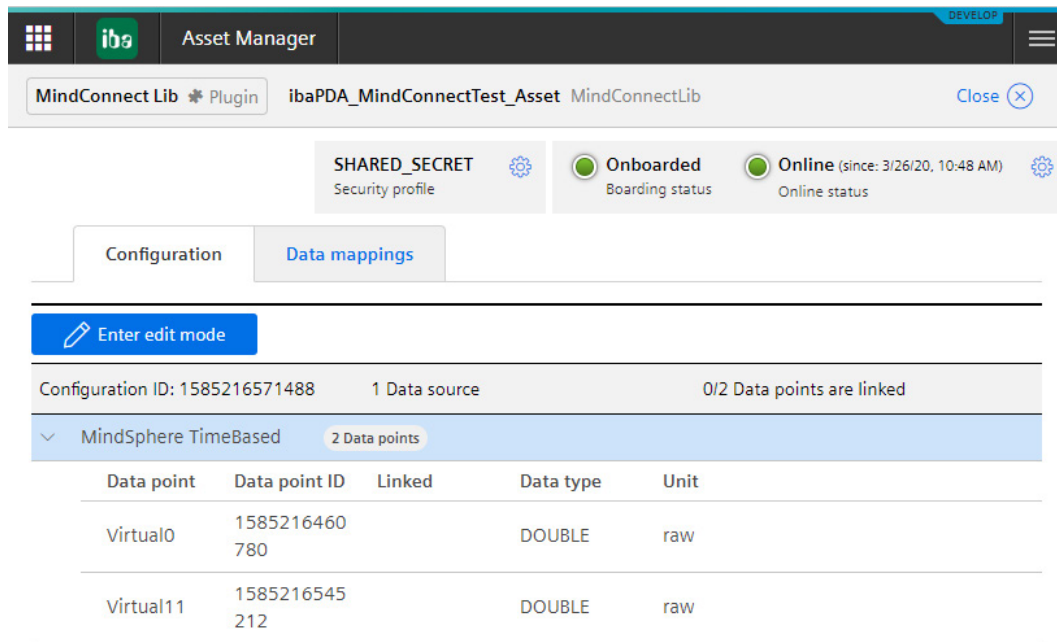 DEVELOP
iba Asset Manager
MindConnect Lib Plugin ibaPDA_MindConnectTest_Asset MindConnectLib Close
SHARED_SECRET Onboarded Online (since: 3/26/20, 10:48 AM)
Security profile Boarding status Online status
Configuration Data mappings
Enter edit mode
Configuration ID: 1585216571488 1 Data source 0/2 Data points are linked
MindSphere TimeBased 2 Data points
Data point Data point ID Linked Data type Unit
Virtual0 1585216460 DOUBLE raw
780
Virtual11 1585216545 DOUBLE raw
212